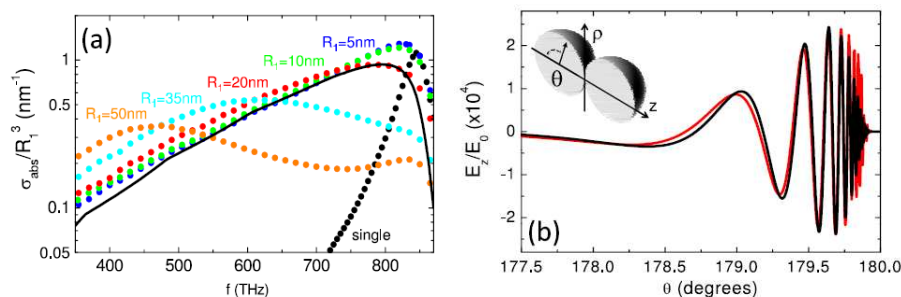 (a)
R₁=5nm
R₁=10nm
R₁=20nm
R₁=35nm
R₁=50nm
single
σ_abs/R₁³ (nm⁻¹)
1
0.5
0.1
0.05
400 500 600 700 800
f (THz)
(b)
ρ
θ
z
E_z/E₀ (x10⁴)
2
1
0
-1
-2
177.5 178.0 178.5 179.0 179.5 180.0
θ (degrees)